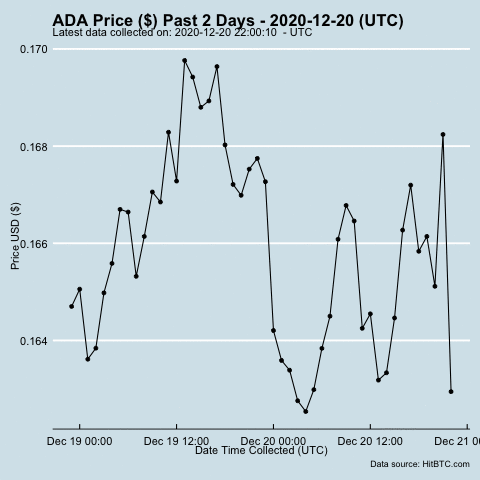 ADA Price ($) Past 2 Days - 2020-12-20 (UTC)
Latest data collected on: 2020-12-20 22:00:10 - UTC
0.170
0.168
0.166
0.164
Price USD ($)
Dec 19 00:00 Dec 19 12:00 Dec 20 00:00 Dec 20 12:00 Dec 21 0
Date Time Collected (UTC)
Data source: HitBTC.com